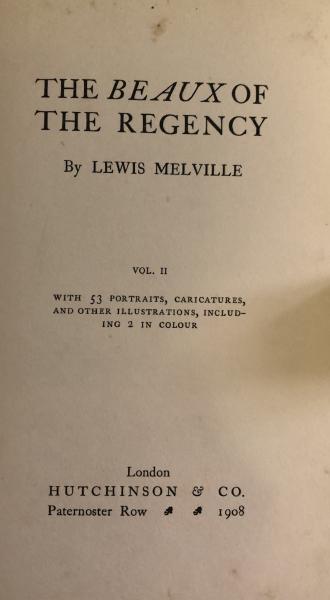 THE BEAUX OF
THE REGENCY
By LEWIS MELVILLE
VOL. II
WITH 53 PORTRAITS, CARICATURES,
AND OTHER ILLUSTRATIONS, INCLUD-
ING 2 IN COLOUR
London
HUTCHINSON & CO.
Paternoster Row 1908